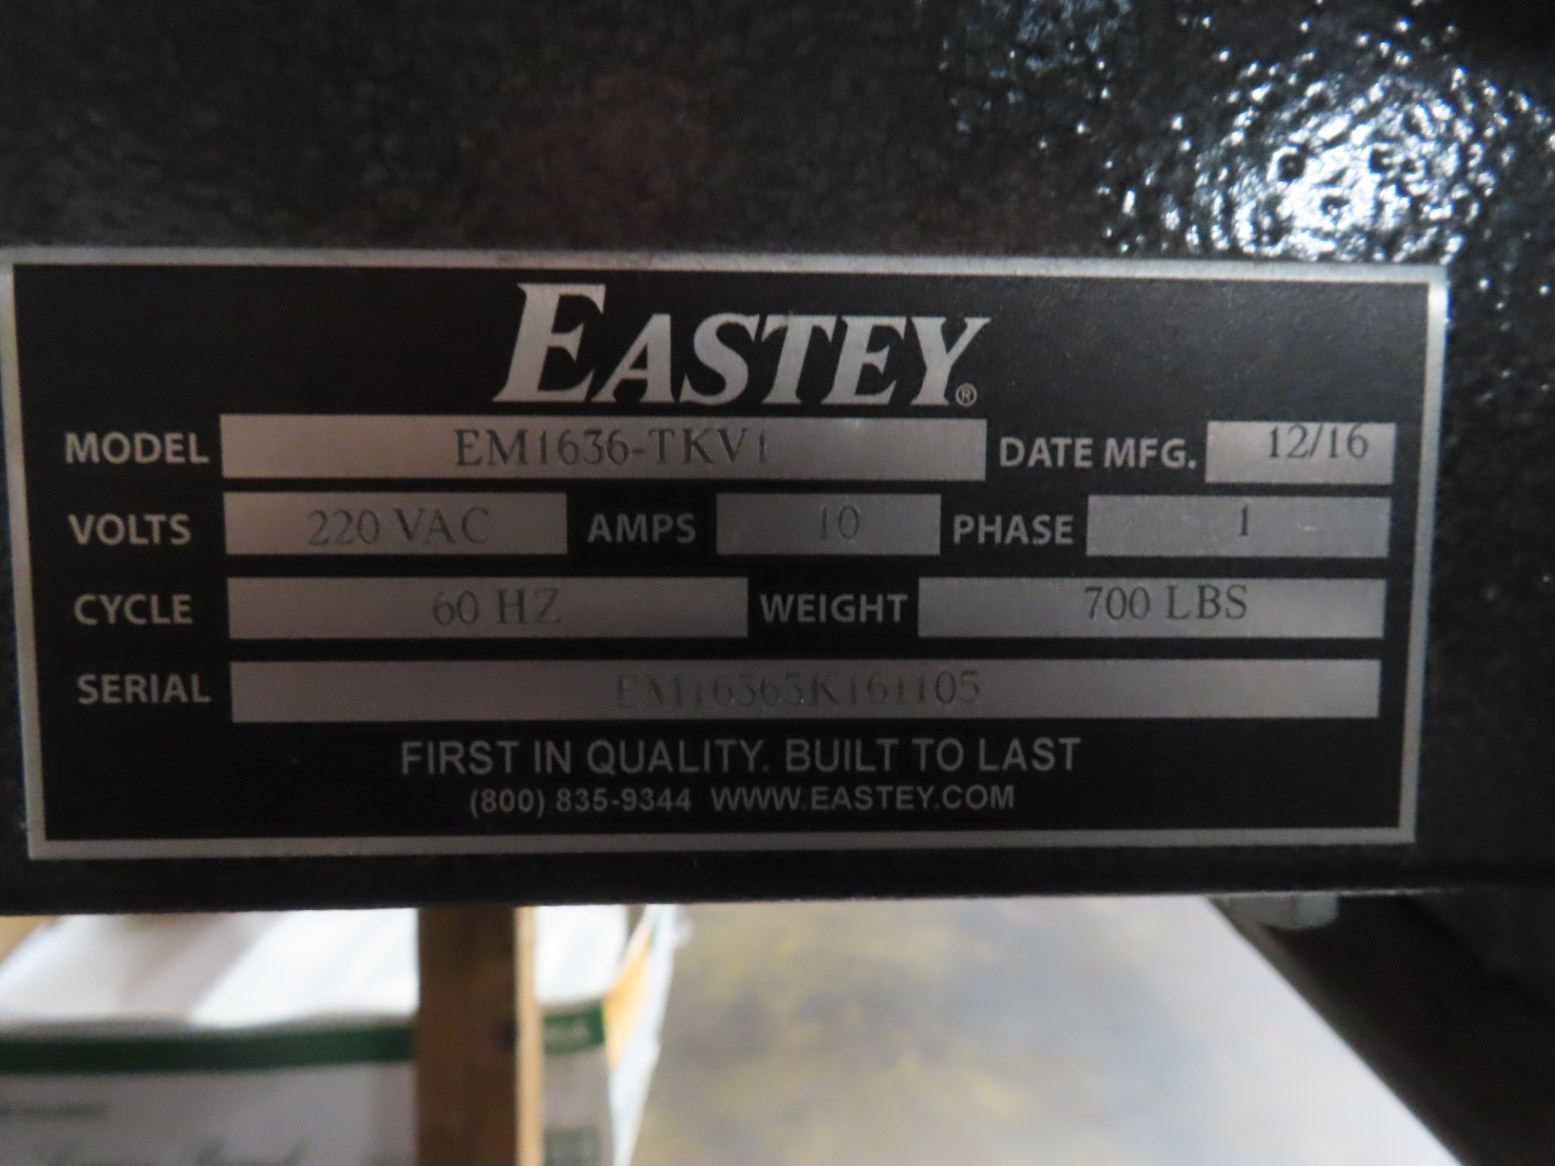 EASTEY®
MODEL EM1636-TKV1 DATE MFG. 12/16
VOLTS 220 VAC AMPS 10 PHASE 1
CYCLE 60 HZ WEIGHT 700 LBS
SERIAL EM16363K161105
FIRST IN QUALITY. BUILT TO LAST
(800) 835-9344 WWW.EASTEY.COM